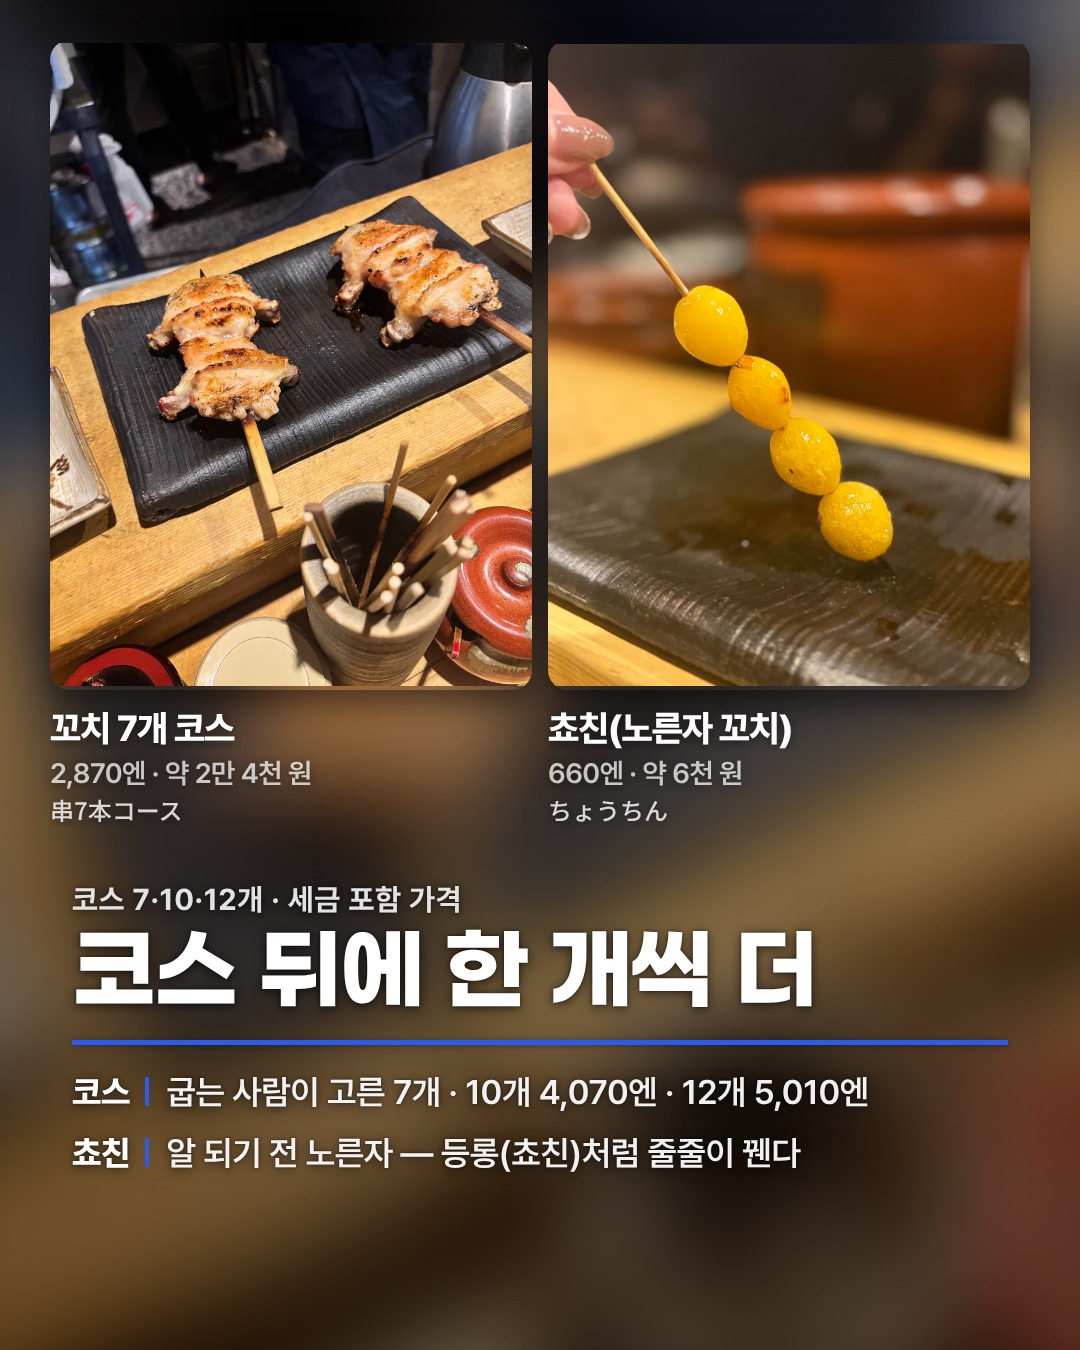 꼬치 7개 코스
2,870엔 · 약 2만 4천 원
串7本コース
쵸친(노른자 꼬치)
660엔 · 약 6천 원
ちょうちん
코스 7·10·12개 · 세금 포함 가격
코스 뒤에 한 개씩 더
코스 | 굽는 사람이 고른 7개 · 10개 4,070엔 · 12개 5,010엔
쵸친 | 알 되기 전 노른자 — 등롱(쵸친)처럼 줄줄이 꿴다